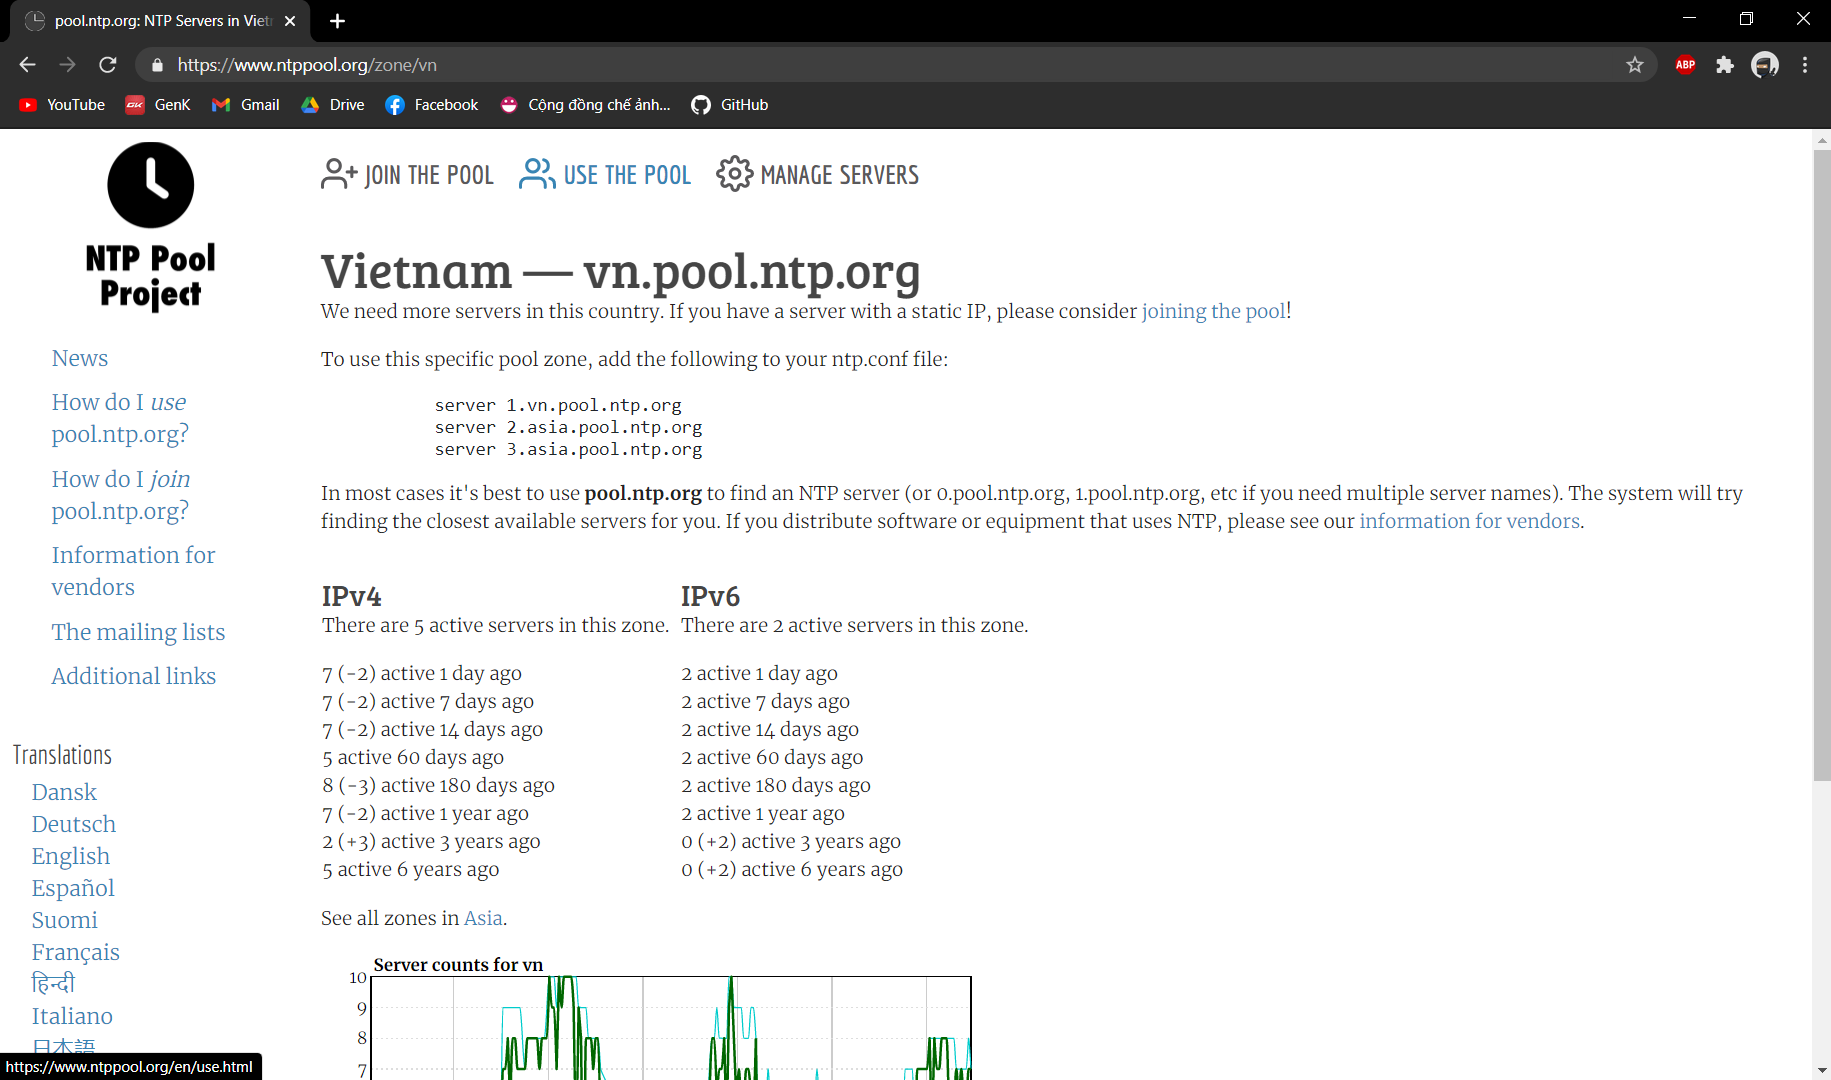 pool.ntp.org: NTP Servers in Viet
https://www.ntppool.org/zone/vn
ABP
YouTube
GK
GenK
Gmail
Drive
Facebook
Cộng đồng chế ảnh...
GitHub
NTP Pool
Project
JOIN THE POOL
USE THE POOL
MANAGE SERVERS
Vietnam — vn.pool.ntp.org
We need more servers in this country. If you have a server with a static IP, please consider joining the pool!
To use this specific pool zone, add the following to your ntp.conf file:
server 1.vn.pool.ntp.org
server 2.asia.pool.ntp.org
server 3.asia.pool.ntp.org
In most cases it's best to use pool.ntp.org to find an NTP server (or 0.pool.ntp.org, 1.pool.ntp.org, etc if you need multiple server names). The system will try
finding the closest available servers for you. If you distribute software or equipment that uses NTP, please see our information for vendors.
IPv4
There are 5 active servers in this zone.
7 (-2) active 1 day ago
7 (-2) active 7 days ago
7 (-2) active 14 days ago
5 active 60 days ago
8 (-3) active 180 days ago
7 (-2) active 1 year ago
2 (+3) active 3 years ago
5 active 6 years ago
IPv6
There are 2 active servers in this zone.
2 active 1 day ago
2 active 7 days ago
2 active 14 days ago
2 active 60 days ago
2 active 180 days ago
2 active 1 year ago
0 (+2) active 3 years ago
0 (+2) active 6 years ago
See all zones in Asia.
Server counts for vn
10
9
8
7
News
How do I use
pool.ntp.org?
How do I join
pool.ntp.org?
Information for
vendors
The mailing lists
Additional links
Translations
Dansk
Deutsch
English
Español
Suomi
Français
हिन्दी
Italiano
日本語
https://www.ntppool.org/en/use.html